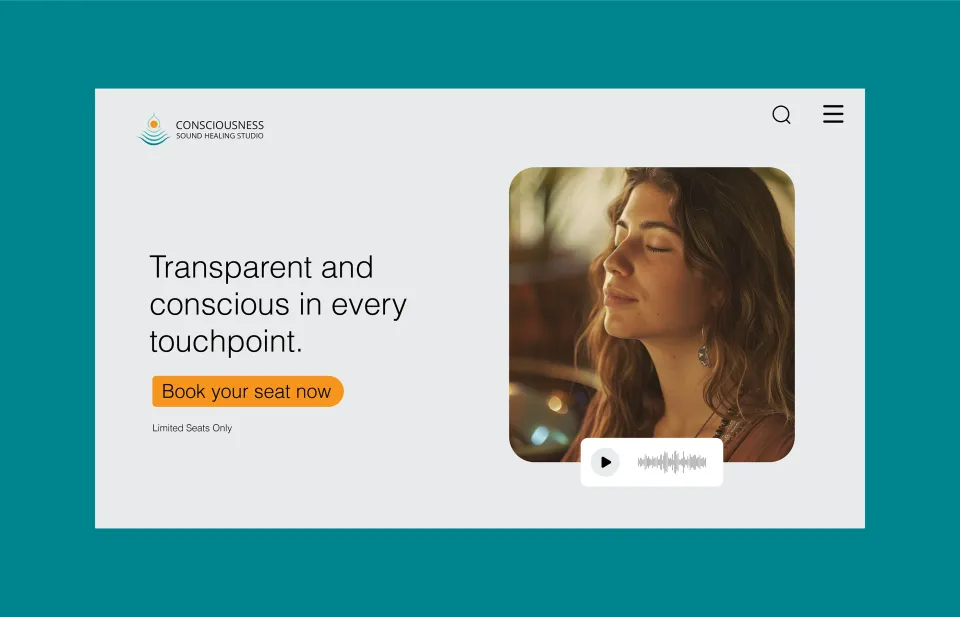 CONSCIOUSNESS
SOUND HEALING STUDIO
Transparent and
conscious in every
touchpoint.
Book your seat now
Limited Seats Only